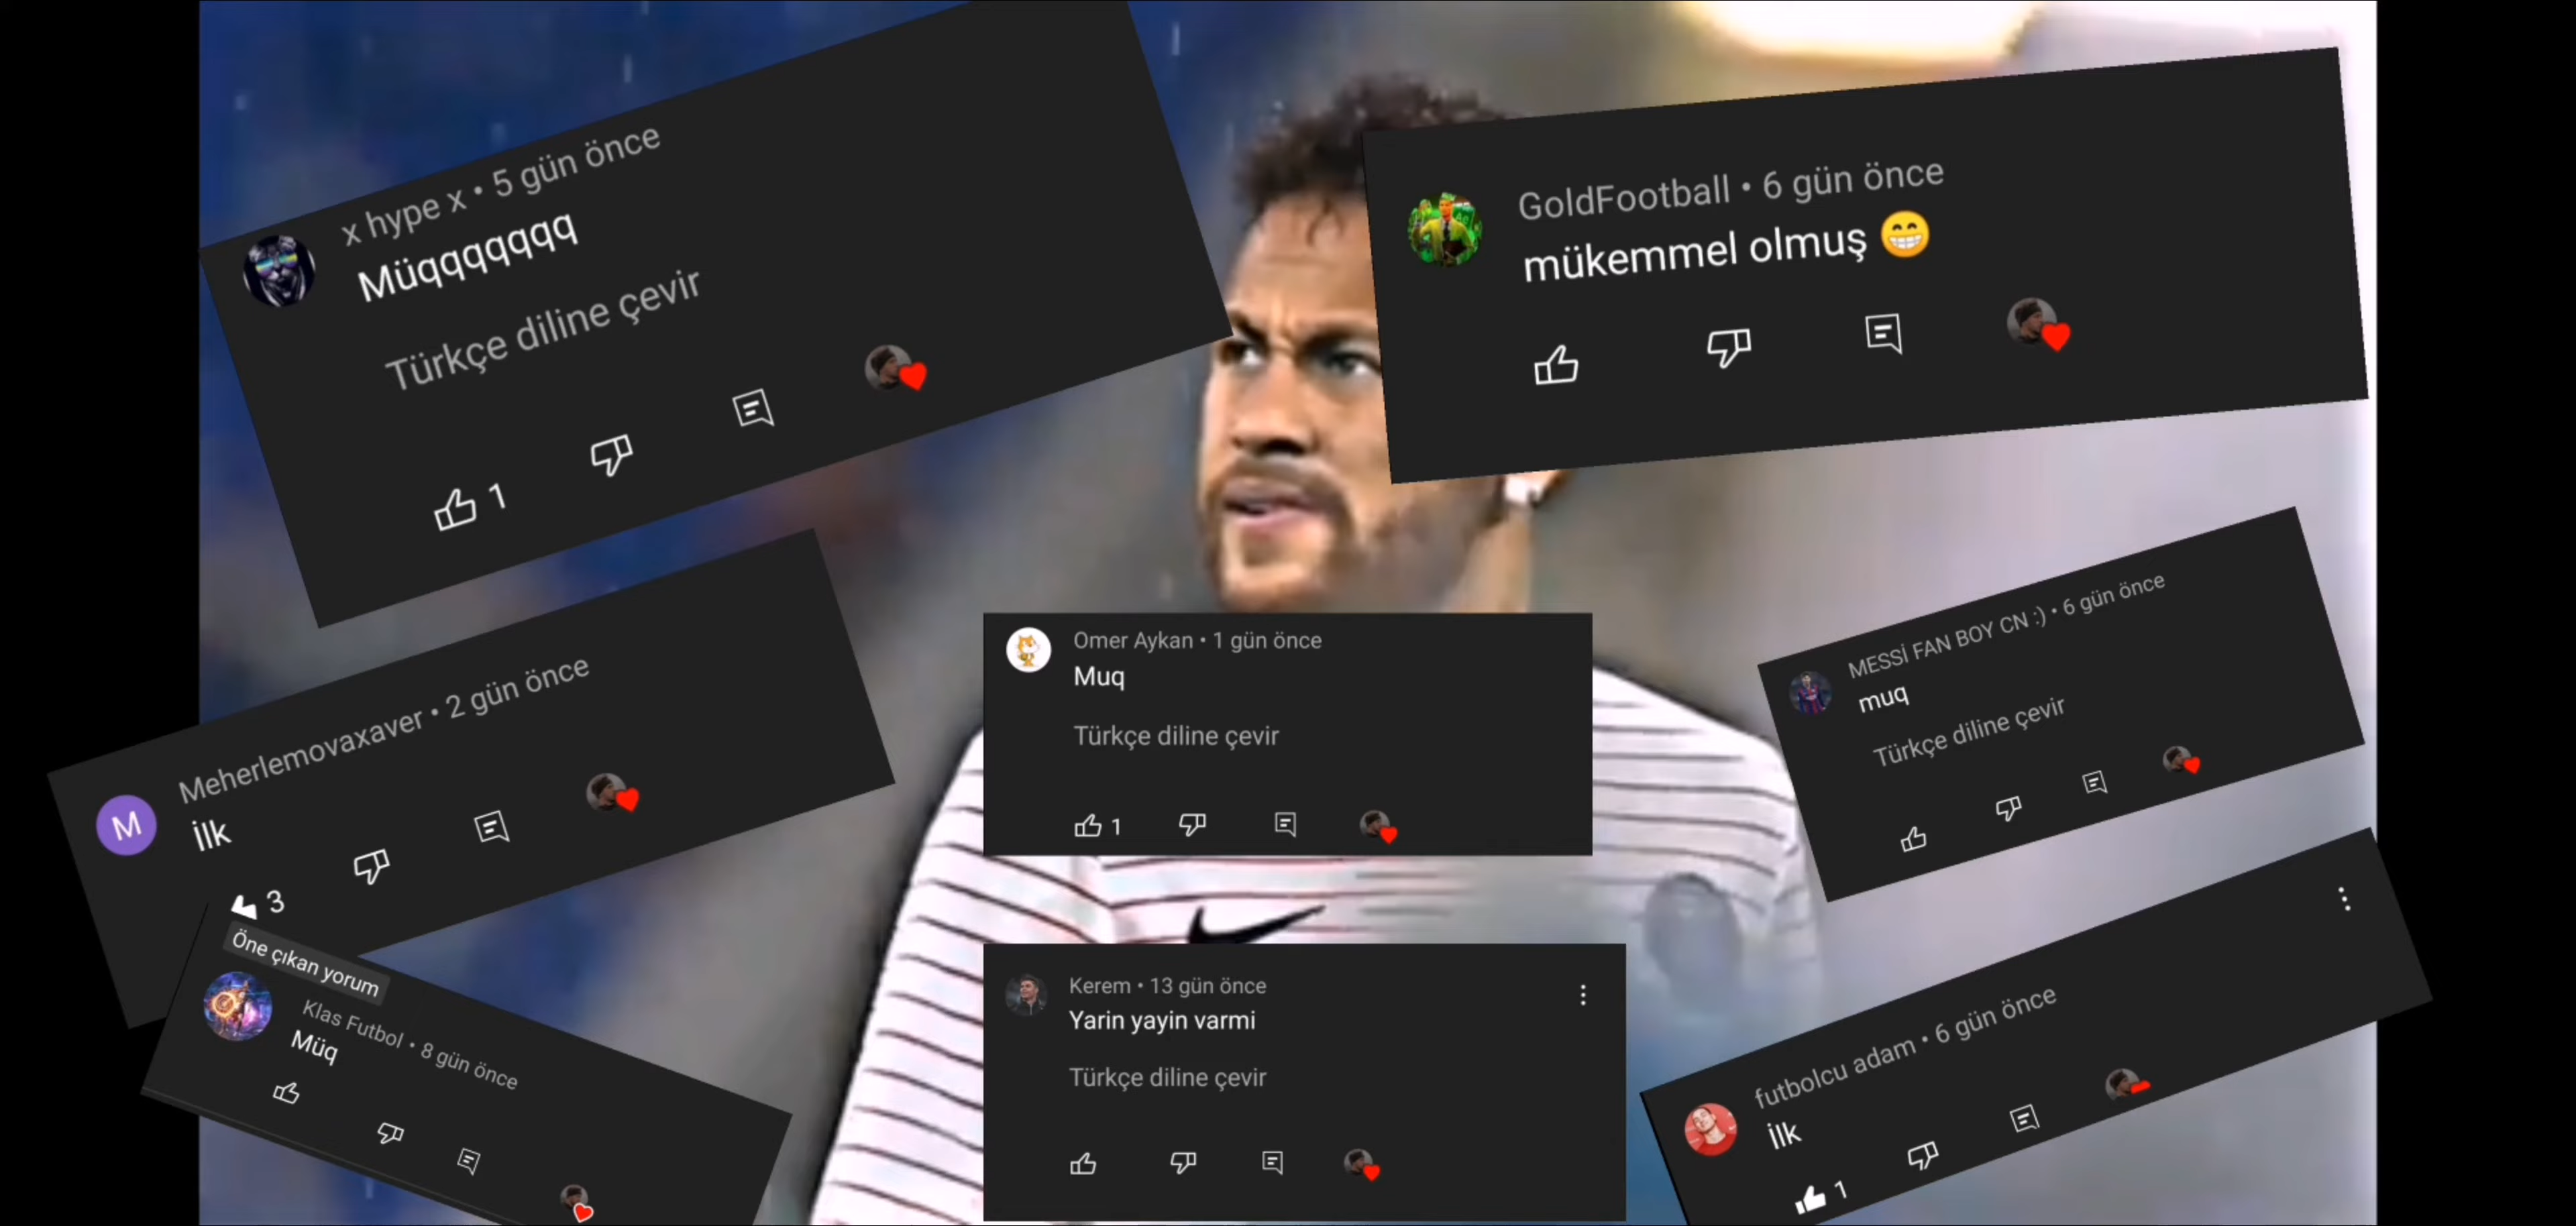 x hype x • 5 gün önce
Müqqqqqq
Türkçe diline çevir
1
GoldFootball • 6 gün önce
mükemmel olmuş 😁
Meherlemovaxaver • 2 gün önce
M
İlk
3
Omer Aykan • 1 gün önce
Muq
Türkçe diline çevir
1
MESSİ FAN BOY CN :) • 6 gün önce
muq
Türkçe diline çevir
Öne çıkan yorum
Klas Futbol • 8 gün önce
Müq
Kerem • 13 gün önce
Yarin yayin varmi
Türkçe diline çevir
futbolcu adam • 6 gün önce
İlk
1